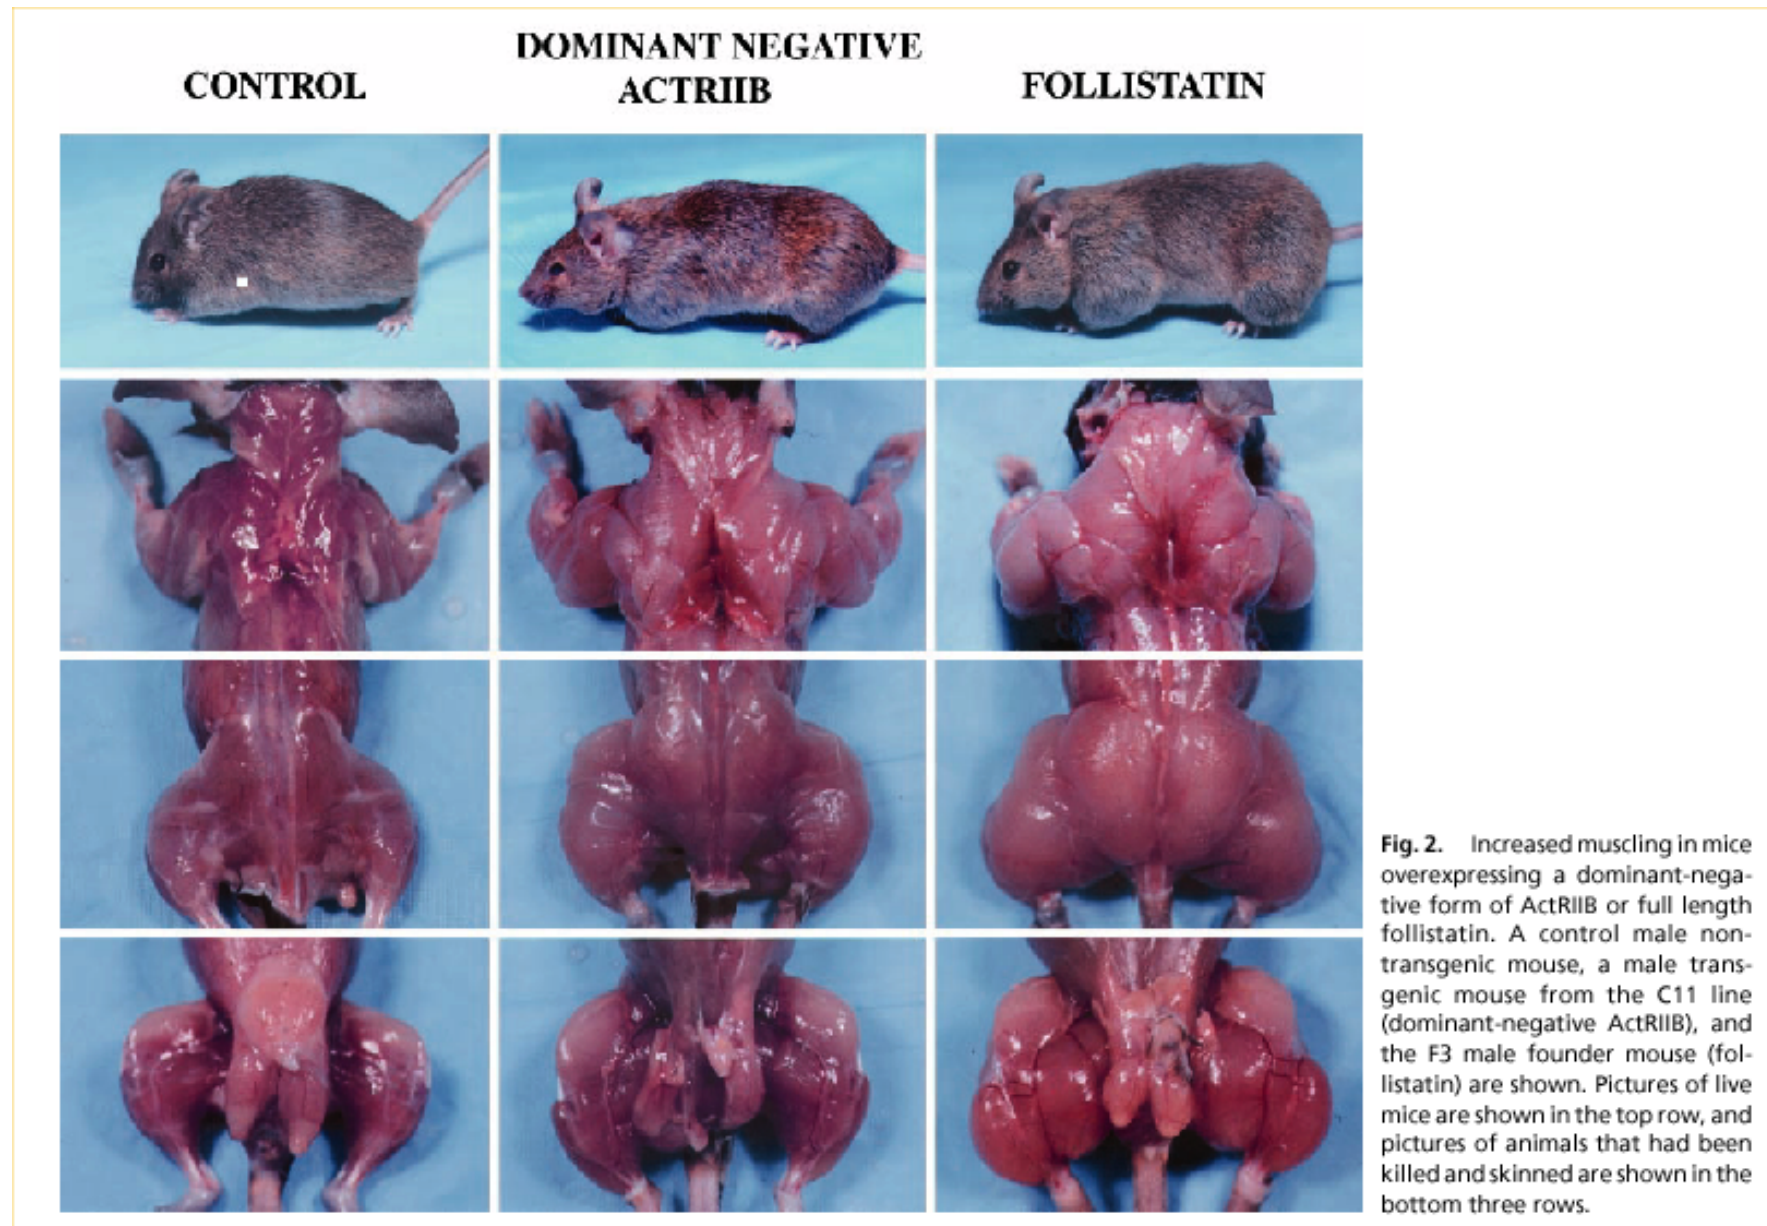 CONTROL
DOMINANT NEGATIVE
ACTRIIB
FOLLISTATIN
Fig. 2. Increased muscling in mice
overexpressing a dominant-nega-
tive form of ActRIIB or full length
follistatin. A control male non-
transgenic mouse, a male trans-
genic mouse from the C11 line
(dominant-negative ActRIIB), and
the F3 male founder mouse (fol-
listatin) are shown. Pictures of live
mice are shown in the top row, and
pictures of animals that had been
killed and skinned are shown in the
bottom three rows.